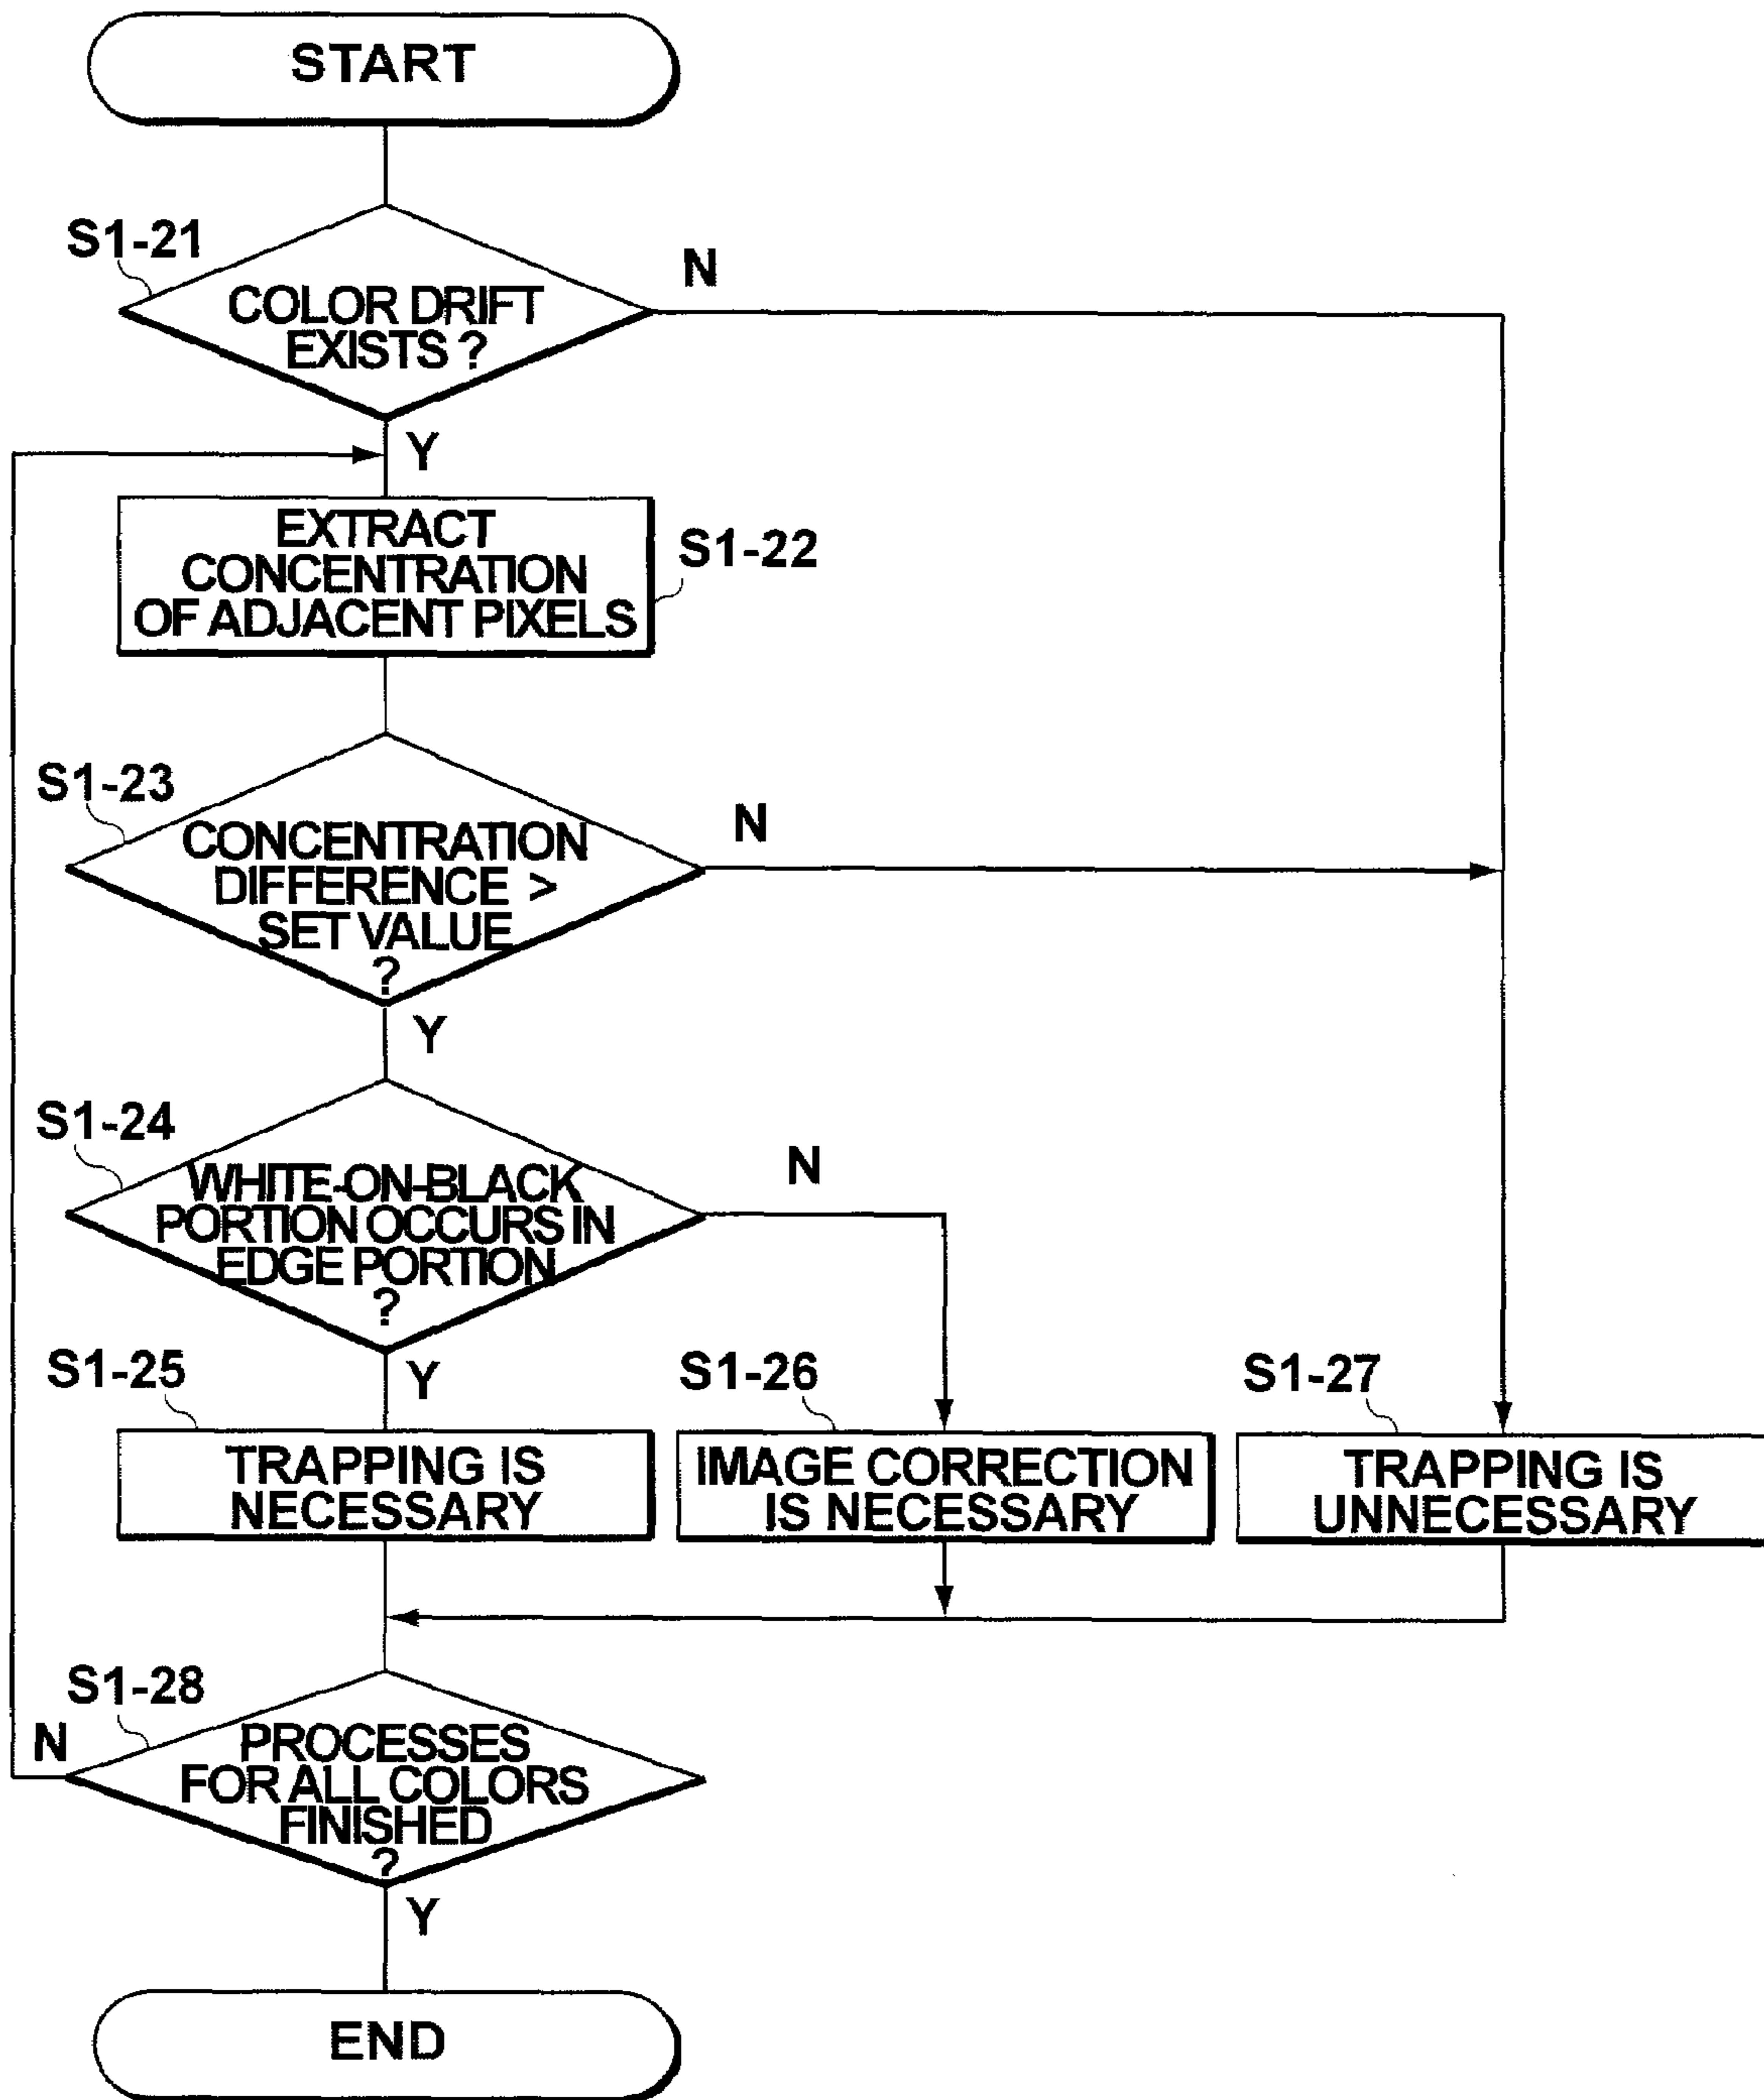 START
S1-21
N
COLOR DRIFT
EXISTS ?
Y
EXTRACT
CONCENTRATION
OF ADJACENT PIXELS
S1-22
S1-23
N
CONCENTRATION
DIFFERENCE >
SET VALUE
?
Y
S1-24
N
WHITE-ON-BLACK
PORTION OCCURS IN
EDGE PORTION
?
Y
S1-25
S1-26
S1-27
TRAPPING IS
NECESSARY
IMAGE CORRECTION
IS NECESSARY
TRAPPING IS
UNNECESSARY
S1-28
N
PROCESSES
FOR ALL COLORS
FINISHED
?
Y
END